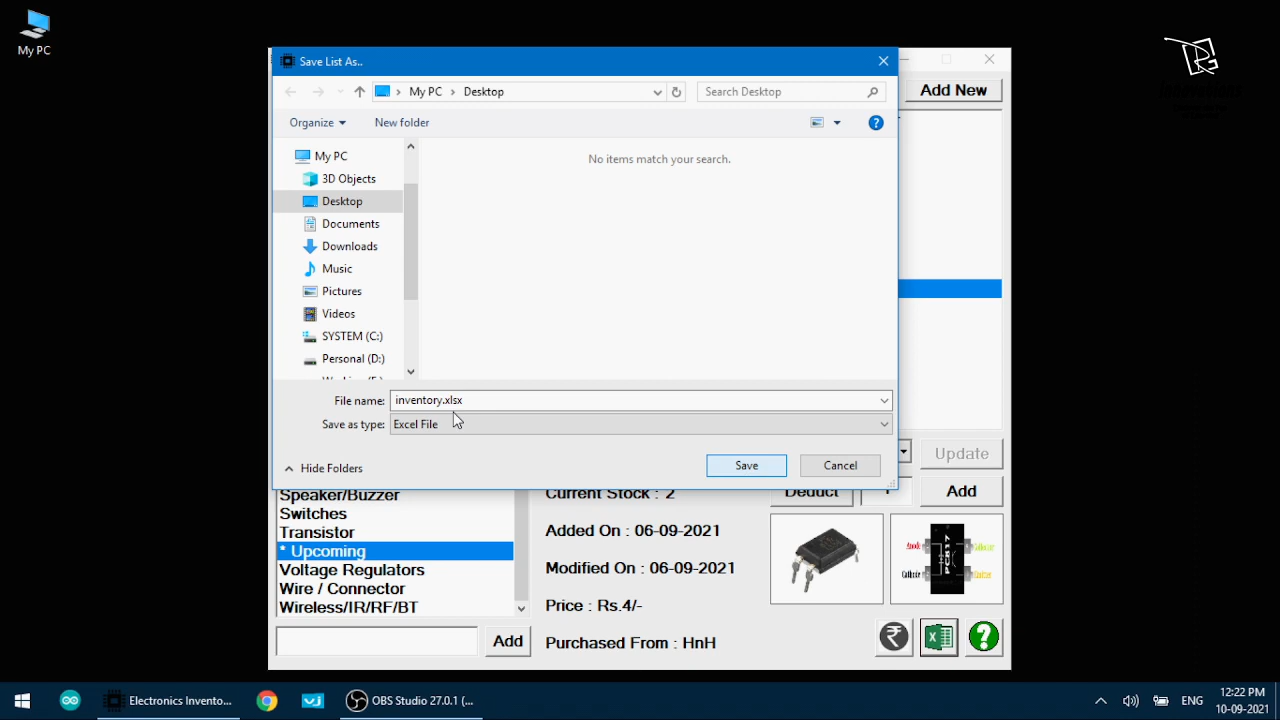 My PC
Save List As..
My PC
Desktop
Search Desktop
Add New
Organize
New folder
My PC
3D Objects
Desktop
Documents
Downloads
Music
Pictures
Videos
SYSTEM (C:)
Personal (D:)
No items match your search.
File name: inventory.xlsx
Save as type: Excel File
Hide Folders
Save
Cancel
Update
Speaker/Buzzer
Switches
Transistor
* Upcoming
Voltage Regulators
Wire / Connector
Wireless/IR/RF/BT
Add
Current Stock : 2
Added On : 06-09-2021
Modified On : 06-09-2021
Price : Rs.4/-
Purchased From : HnH
Deduct
Add
Anode
Cathode
PC817
Electronics Invento...
OBS Studio 27.0.1 (...
ENG
12:22 PM
10-09-2021